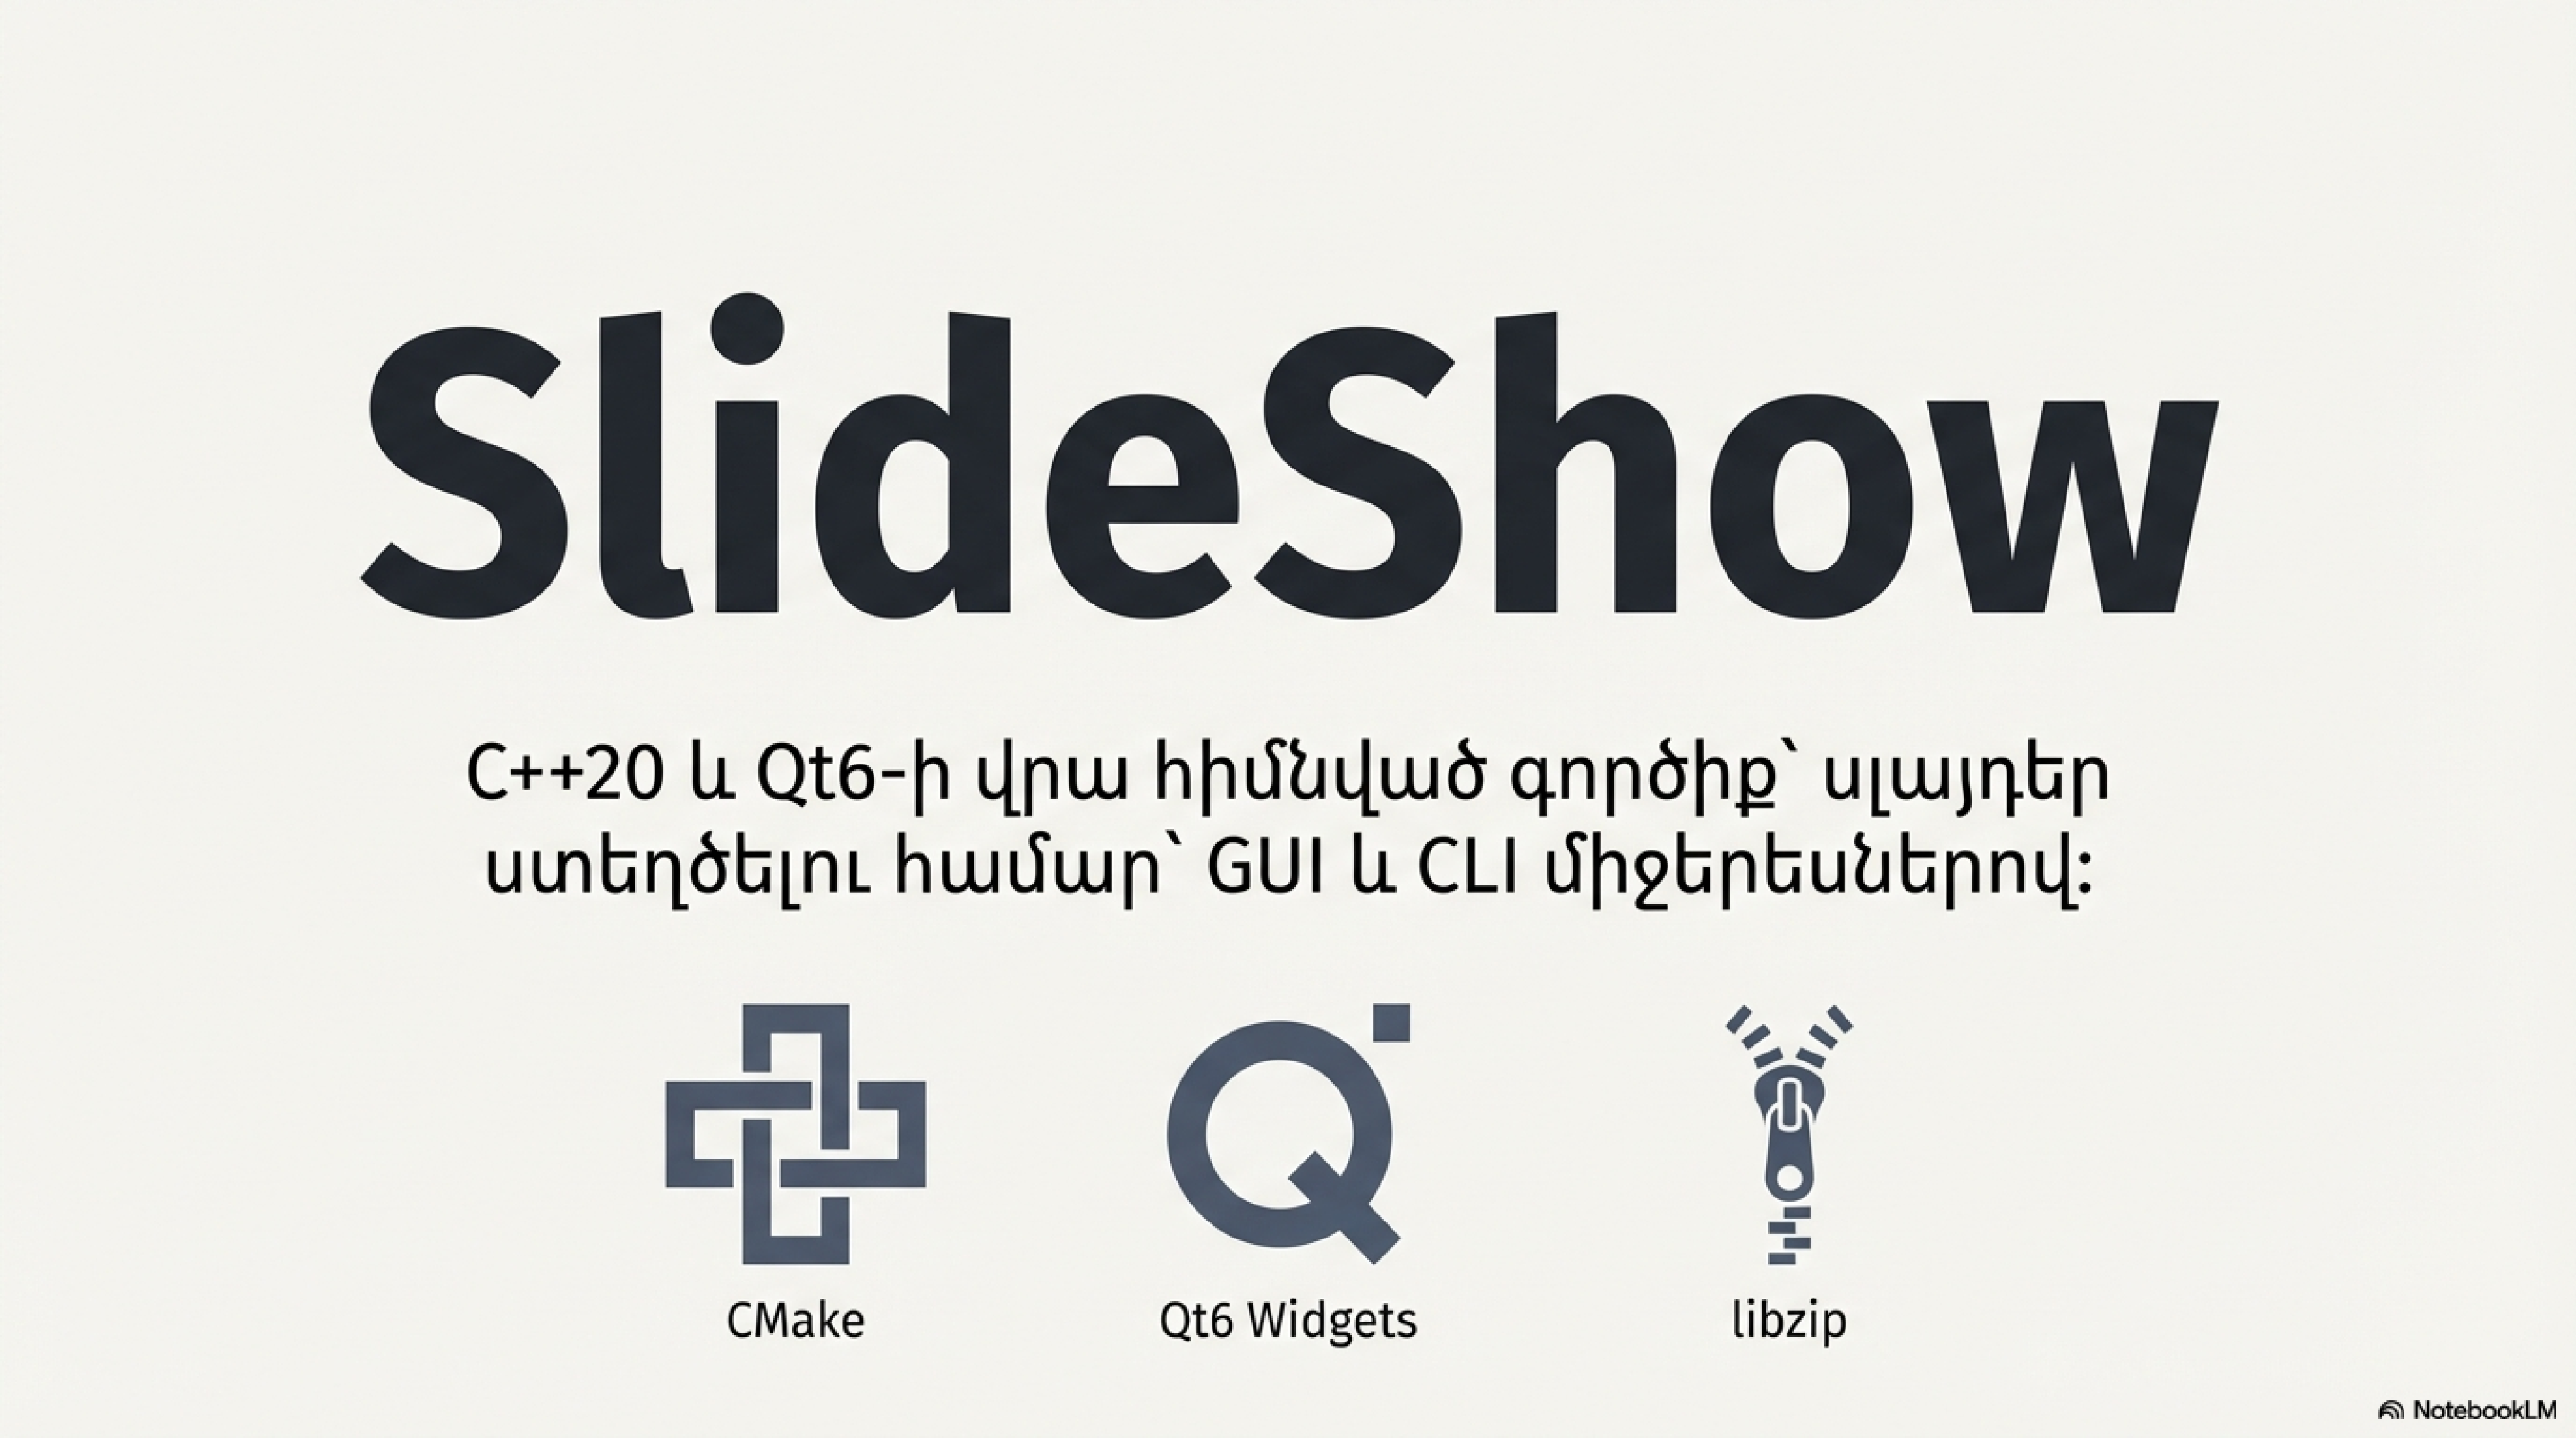 SlideShow
C++20 և Qt6-ի վրա հիմնված գործիք՝ սլայդեր
ստեղծելու համար՝ GUI և CLI միջերեսներով:
CMake
Qt6 Widgets
libzip
NotebookLM